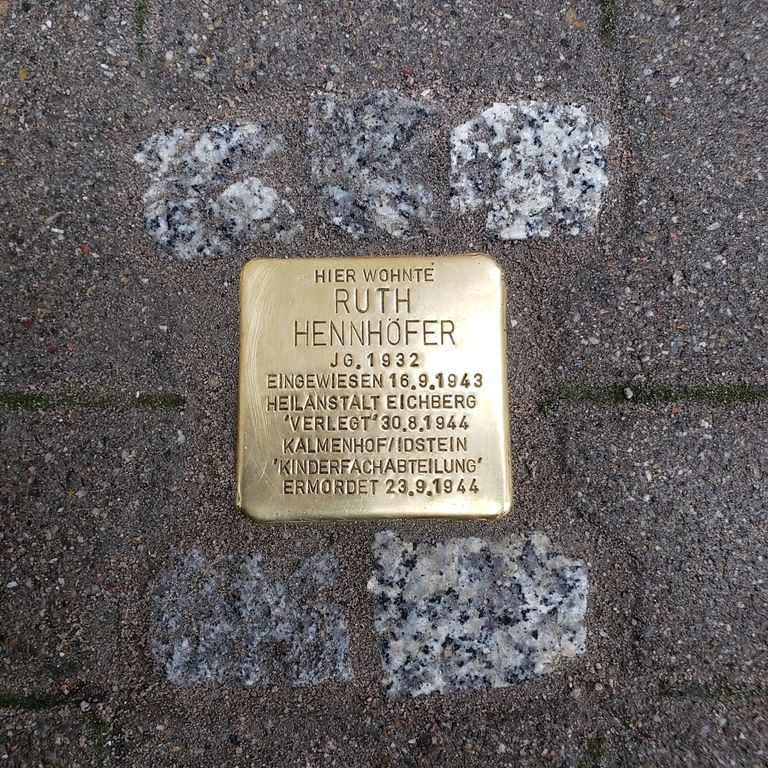 HIER WOHNTE
RUTH
HENNHÖFER
JG. 1932
EINGEWIESEN 16.9.1943
HEILANSTALT EICHBERG
'VERLEGT' 30.8.1944
KALMENHOF/IDSTEIN
'KINDERFACHABTEILUNG'
ERMORDET 23.9.1944